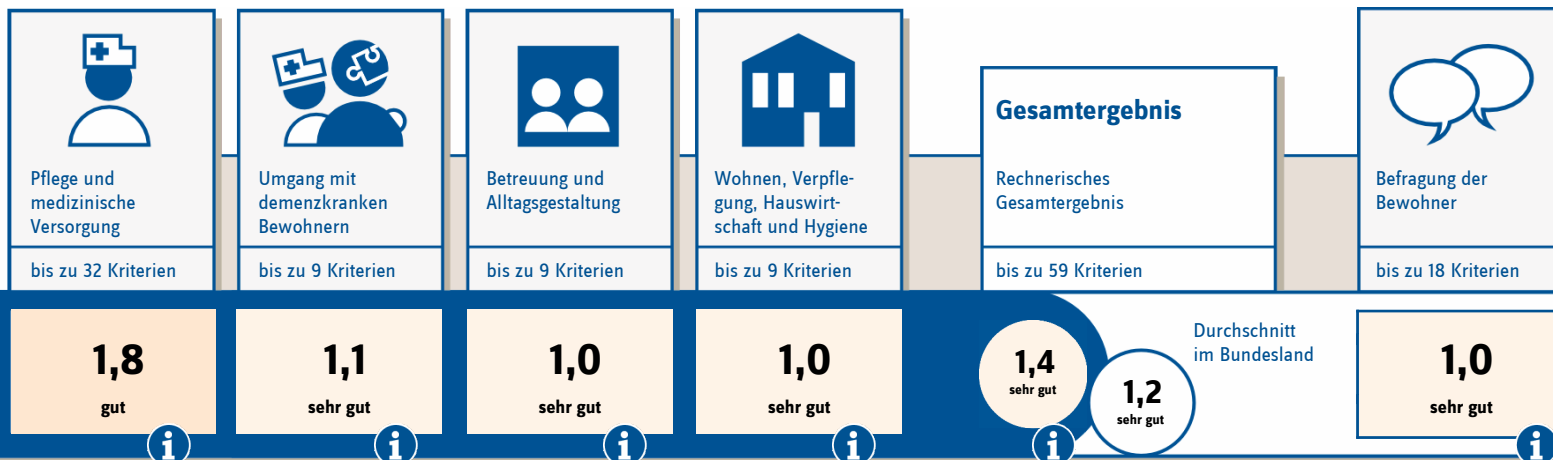 Pflege und
medizinische
Versorgung
bis zu 32 Kriterien
1,8
gut
Umgang mit
demenzkranken
Bewohnern
bis zu 9 Kriterien
1,1
sehr gut
Betreuung und
Alltagsgestaltung
bis zu 9 Kriterien
1,0
sehr gut
Wohnen, Verpfle-
gung, Hauswirt-
schaft und Hygiene
bis zu 9 Kriterien
1,0
sehr gut
Gesamtergebnis
Rechnerisches
Gesamtergebnis
bis zu 59 Kriterien
1,4
sehr gut
Durchschnitt
im Bundesland
1,2
sehr gut
Befragung der
Bewohner
bis zu 18 Kriterien
1,0
sehr gut